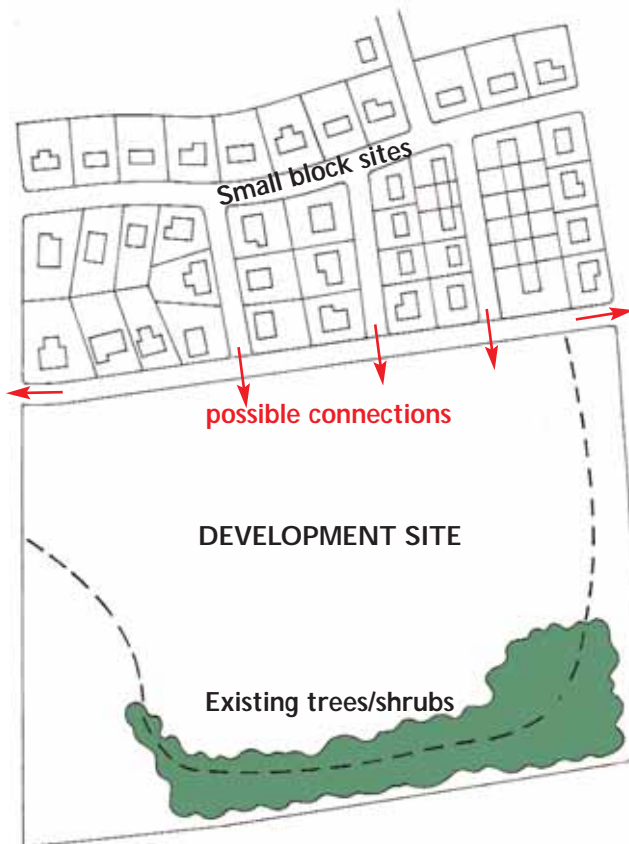 Small block sites
possible connections
DEVELOPMENT SITE
Existing trees/shrubs